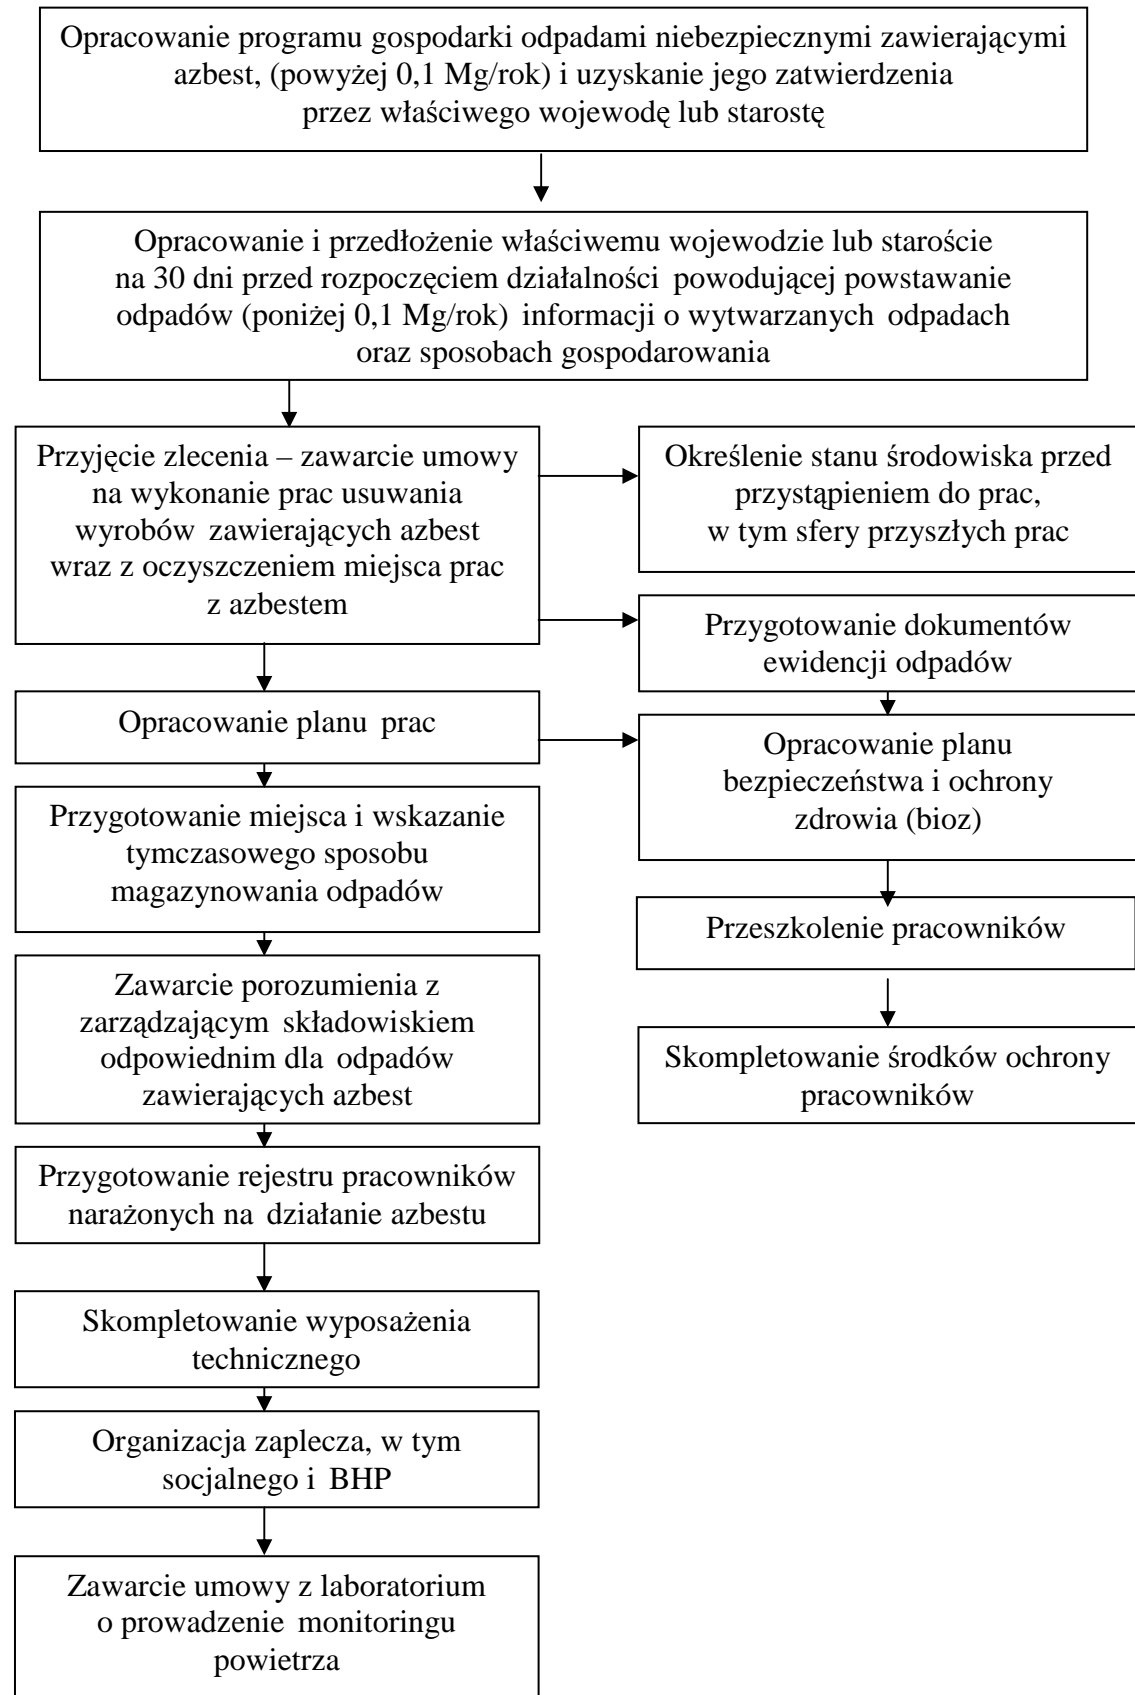 Opracowanie programu gospodarki odpadami niebezpiecznymi zawierającymi
azbest, (powyżej 0,1 Mg/rok) i uzyskanie jego zatwierdzenia
przez właściwego wojewodę lub starostę
Opracowanie i przedłożenie właściwemu wojewodzie lub staroście
na 30 dni przed rozpoczęciem działalności powodującej powstawanie
odpadów (poniżej 0,1 Mg/rok) informacji o wytwarzanych odpadach
oraz sposobach gospodarowania
Przyjęcie zlecenia – zawarcie umowy
na wykonanie prac usuwania
wyrobów zawierających azbest
wraz z oczyszczeniem miejsca prac
z azbestem
Określenie stanu środowiska przed
przystąpieniem do prac,
w tym sfery przyszłych prac
Przygotowanie dokumentów
ewidencji odpadów
Opracowanie planu prac
Opracowanie planu
bezpieczeństwa i ochrony
zdrowia (bioz)
Przygotowanie miejsca i wskazanie
tymczasowego sposobu
magazynowania odpadów
Przeszkolenie pracowników
Zawarcie porozumienia z
zarządzającym składowiskiem
odpowiednim dla odpadów
zawierających azbest
Skompletowanie środków ochrony
pracowników
Przygotowanie rejestru pracowników
narażonych na działanie azbestu
Skompletowanie wyposażenia
technicznego
Organizacja zaplecza, w tym
socjalnego i BHP
Zawarcie umowy z laboratorium
o prowadzenie monitoringu
powietrza